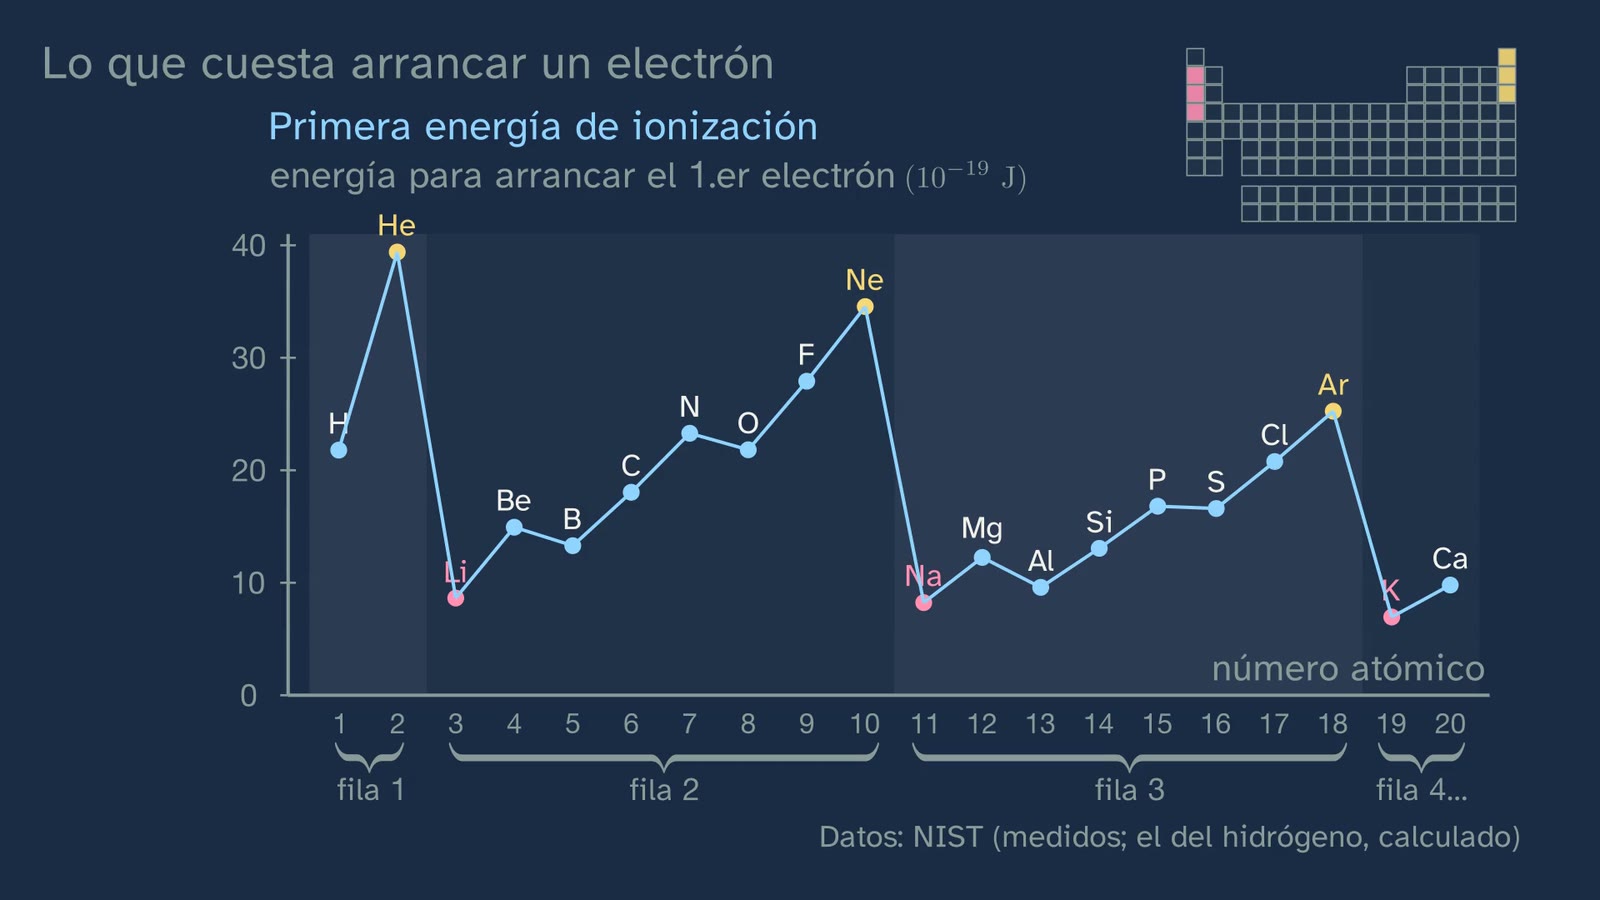 Lo que cuesta arrancar un electrón
Primera energía de ionización
energía para arrancar el 1.er electrón (10⁻¹⁹ J)
He
40
Ne
30
F
Ar
N
O
H
Cl
20
C
P
S
Be
B
Mg
Si
Al
Ca
10
Li
Na
K
número atómico
0
1 2 3 4 5 6 7 8 9 10 11 12 13 14 15 16 17 18 19 20
fila 1 fila 2 fila 3 fila 4...
Datos: NIST (medidos; el del hidrógeno, calculado)